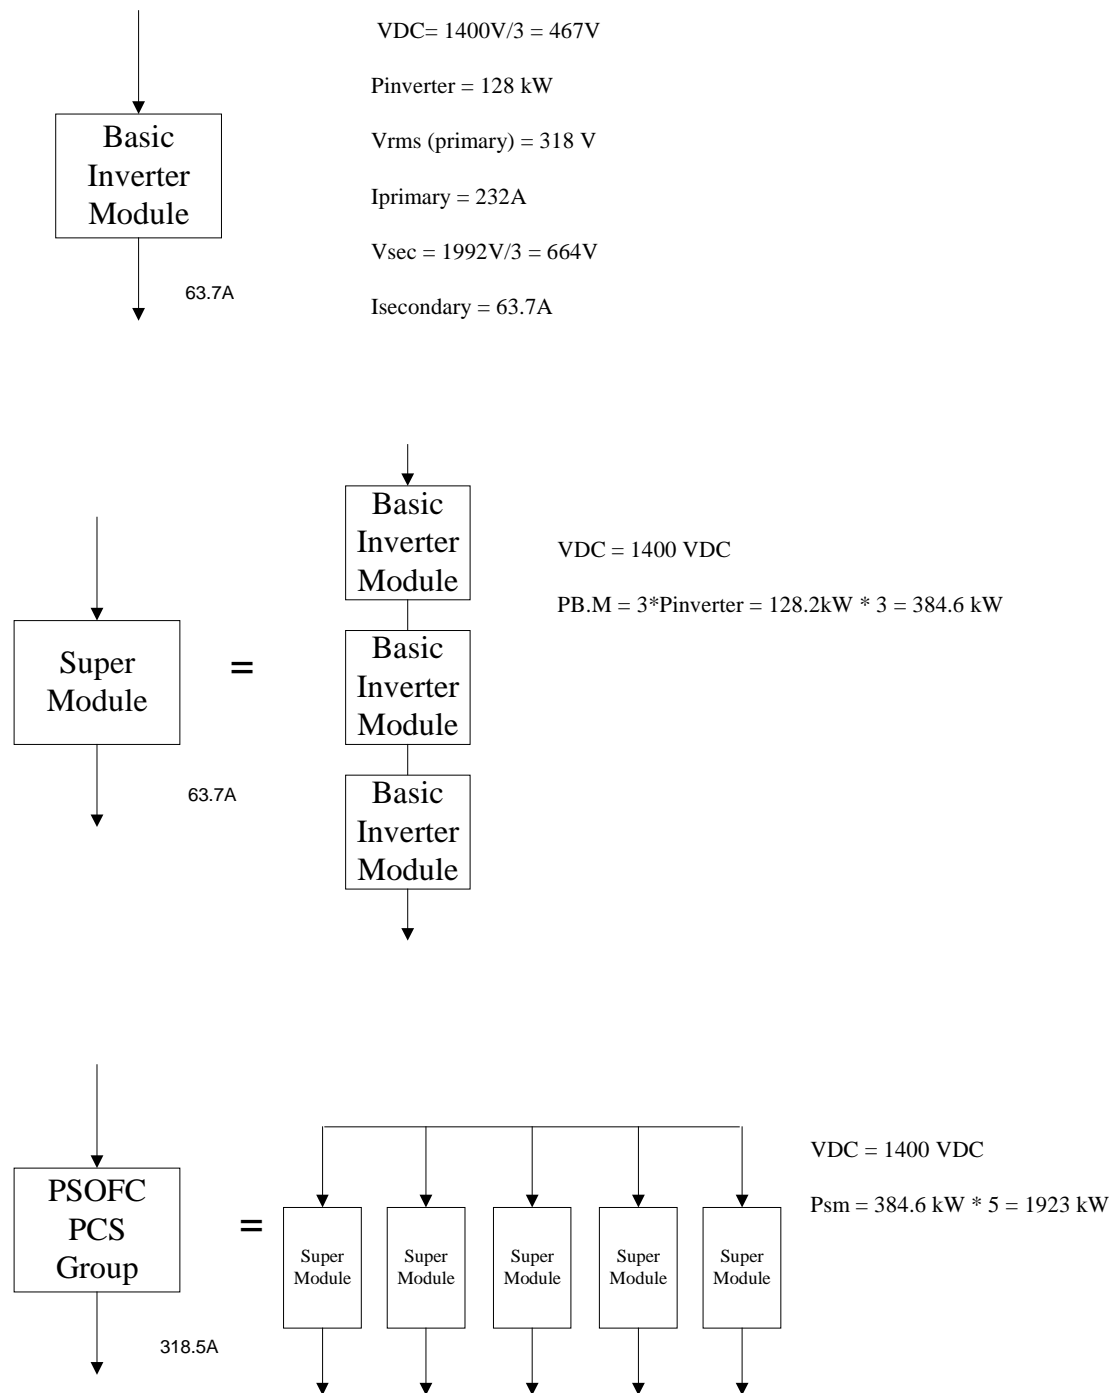 VDC= 1400V/3 = 467V
Pinverter = 128 kW
Vrms (primary) = 318 V
Iprimary = 232A
Vsec = 1992V/3 = 664V
Isecondary = 63.7A
Basic
Inverter
Module
63.7A
Basic
Inverter
Module
VDC = 1400 VDC
PB.M = 3*Pinverter = 128.2kW * 3 = 384.6 kW
Super
Module
=
Basic
Inverter
Module
63.7A
Basic
Inverter
Module
VDC = 1400 VDC
Psm = 384.6 kW * 5 = 1923 kW
PSOFC
PCS
Group
=
Super
Module
Super
Module
Super
Module
Super
Module
Super
Module
318.5A